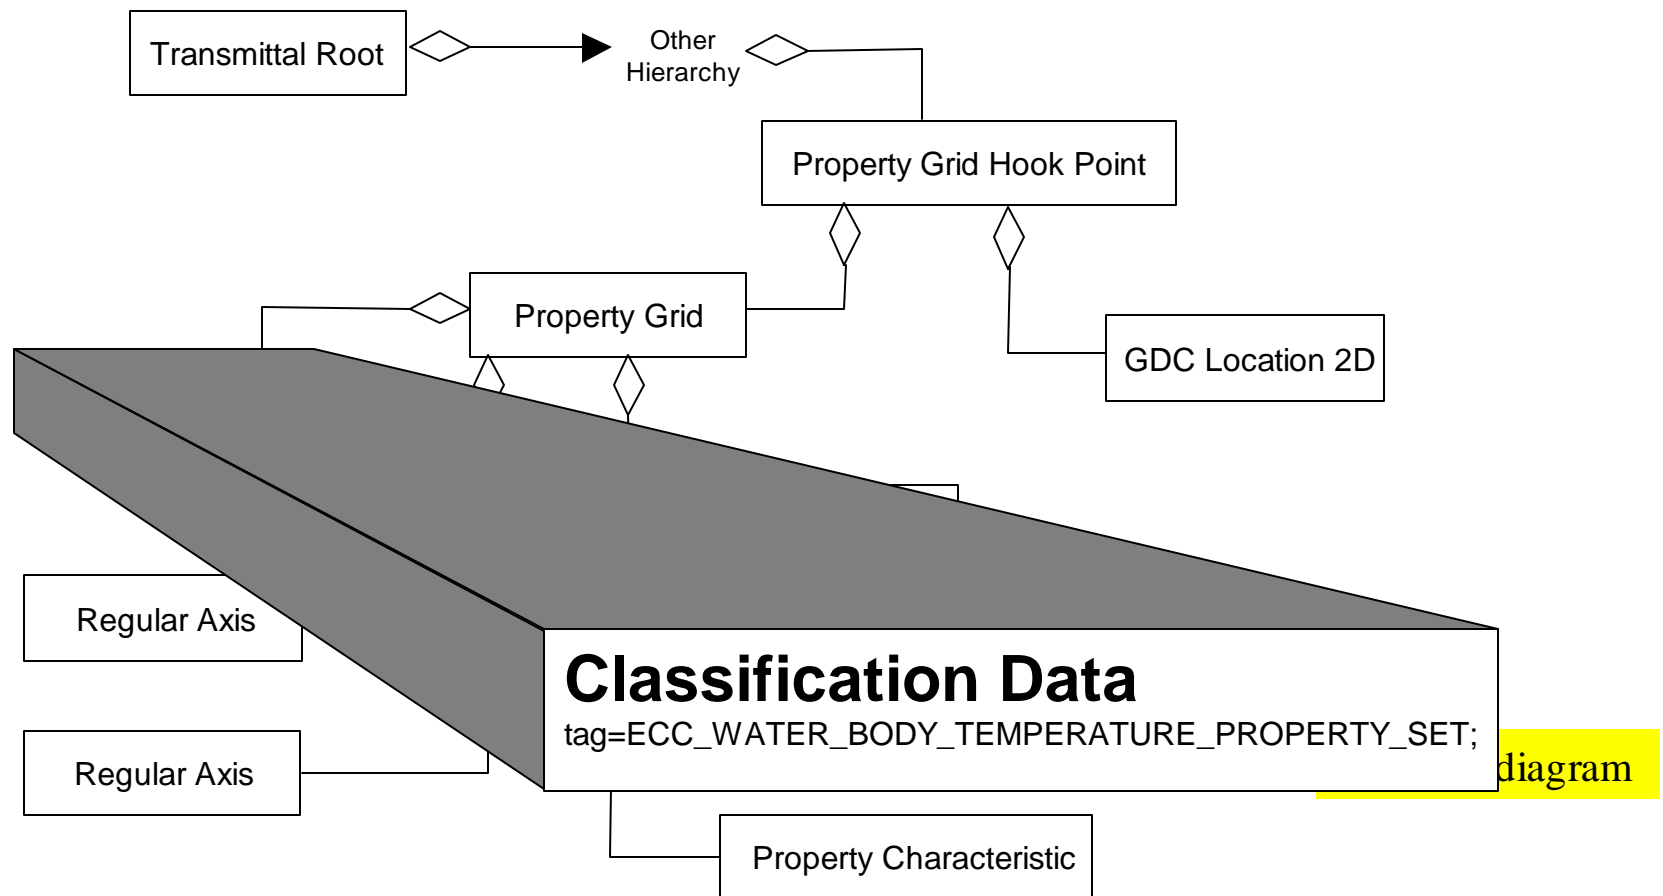 Transmittal Root
Other
Hierarchy
Property Grid Hook Point
Property Grid
GDC Location 2D
Regular Axis
Classification Data
tag=ECC_WATER_BODY_TEMPERATURE_PROPERTY_SET;
Regular Axis
diagram
Property Characteristic